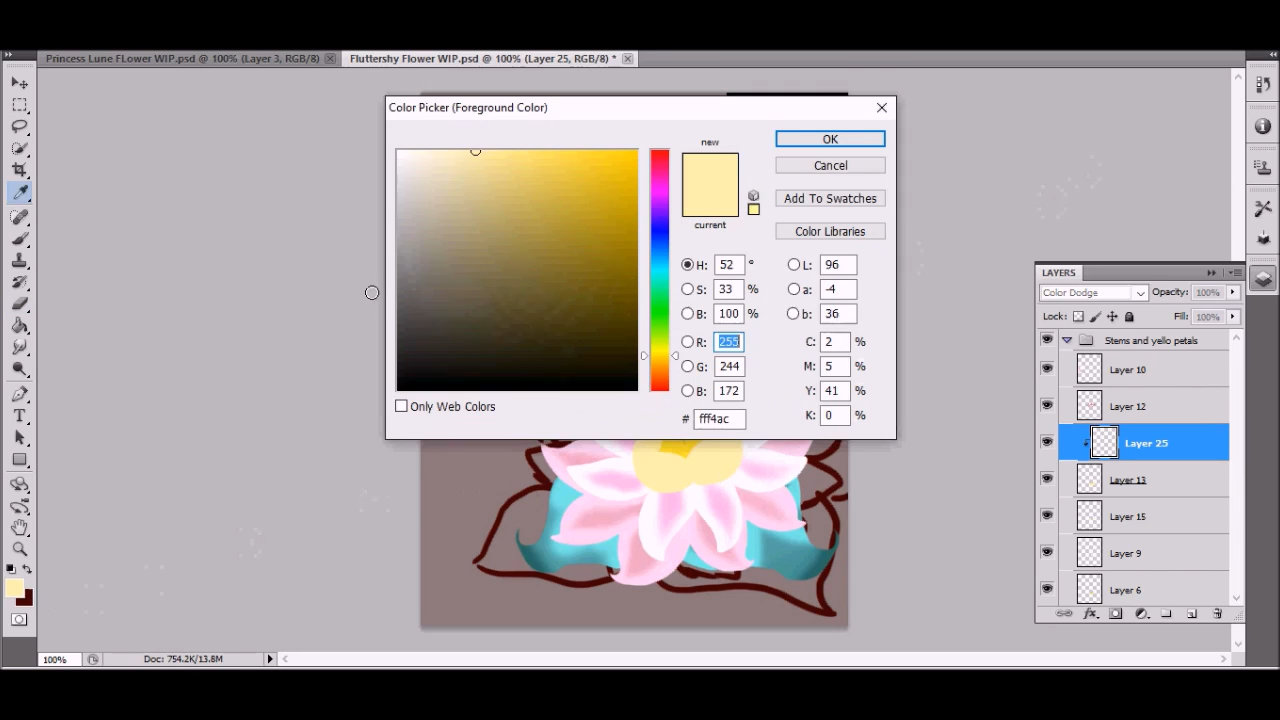 Princess Lune FLower WIP.psd @ 100% (Layer 3, RGB/8)
Fluttershy Flower WIP.psd @ 100% (Layer 25, RGB/8) *
Color Picker (Foreground Color)
new
current
OK
Cancel
Add To Swatches
Color Libraries
H: 52 °
S: 33 %
B: 100 %
R: 255
G: 244
B: 172
# fff4ac
L: 96
a: -4
b: 36
C: 2 %
M: 5 %
Y: 41 %
K: 0 %
Only Web Colors
LAYERS
Color Dodge
Opacity: 100%
Lock:
Fill: 100%
Stems and yello petals
Layer 10
Layer 12
Layer 25
Layer 13
Layer 15
Layer 9
Layer 6
fx
T
100%
Doc: 754.2K/13.8M